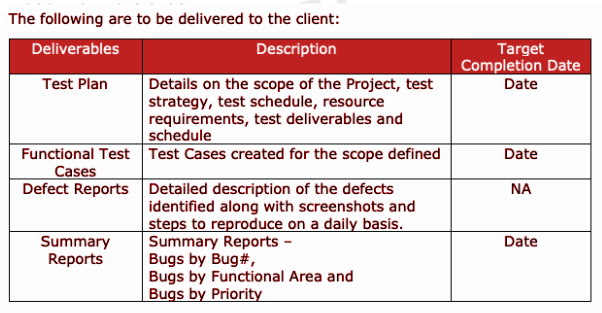 The following are to be delivered to the client:
Deliverables Description Target
Completion Date
Test Plan Details on the scope of the Project, test Date
strategy, test schedule, resource
requirements, test deliverables and
schedule
Functional Test Test Cases created for the scope defined Date
Cases
Defect Reports Detailed description of the defects NA
identified along with screenshots and
steps to reproduce on a daily basis.
Summary Summary Reports – Date
Reports Bugs by Bug#,
Bugs by Functional Area and
Bugs by Priority